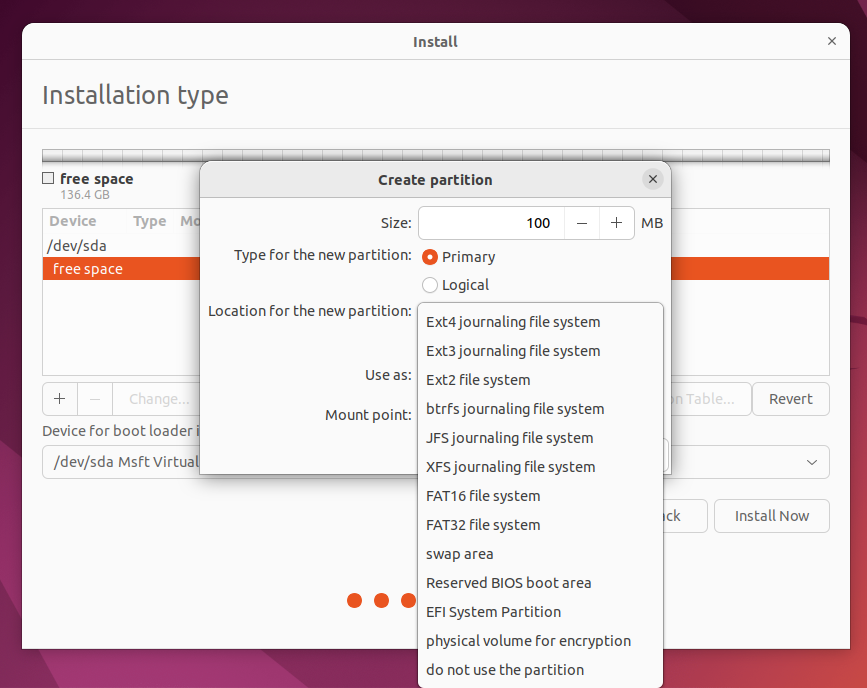 Install
Installation type
free space
136.4 GB
Device Type Mo
/dev/sda
free space
+ − Change...
n Table... Revert
Device for boot loader i
/dev/sda Msft Virtual
ck Install Now
Create partition
Size: 100 − + MB
Type for the new partition: Primary
Logical
Location for the new partition:
Use as:
Mount point:
Ext4 journaling file system
Ext3 journaling file system
Ext2 file system
btrfs journaling file system
JFS journaling file system
XFS journaling file system
FAT16 file system
FAT32 file system
swap area
Reserved BIOS boot area
EFI System Partition
physical volume for encryption
do not use the partition